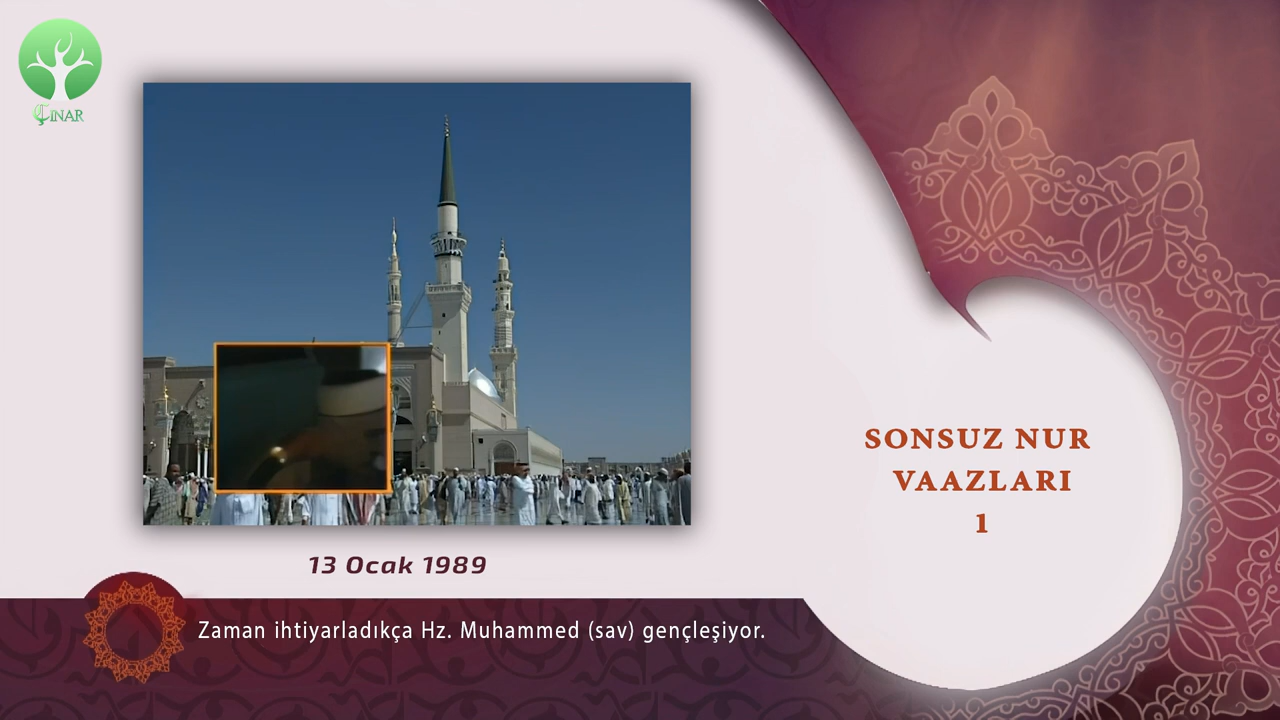 ÇINAR
SONSUZ NUR
VAAZLARI
1
13 Ocak 1989
Zaman ihtiyarladıkça Hz. Muhammed (sav) gençleşiyor.